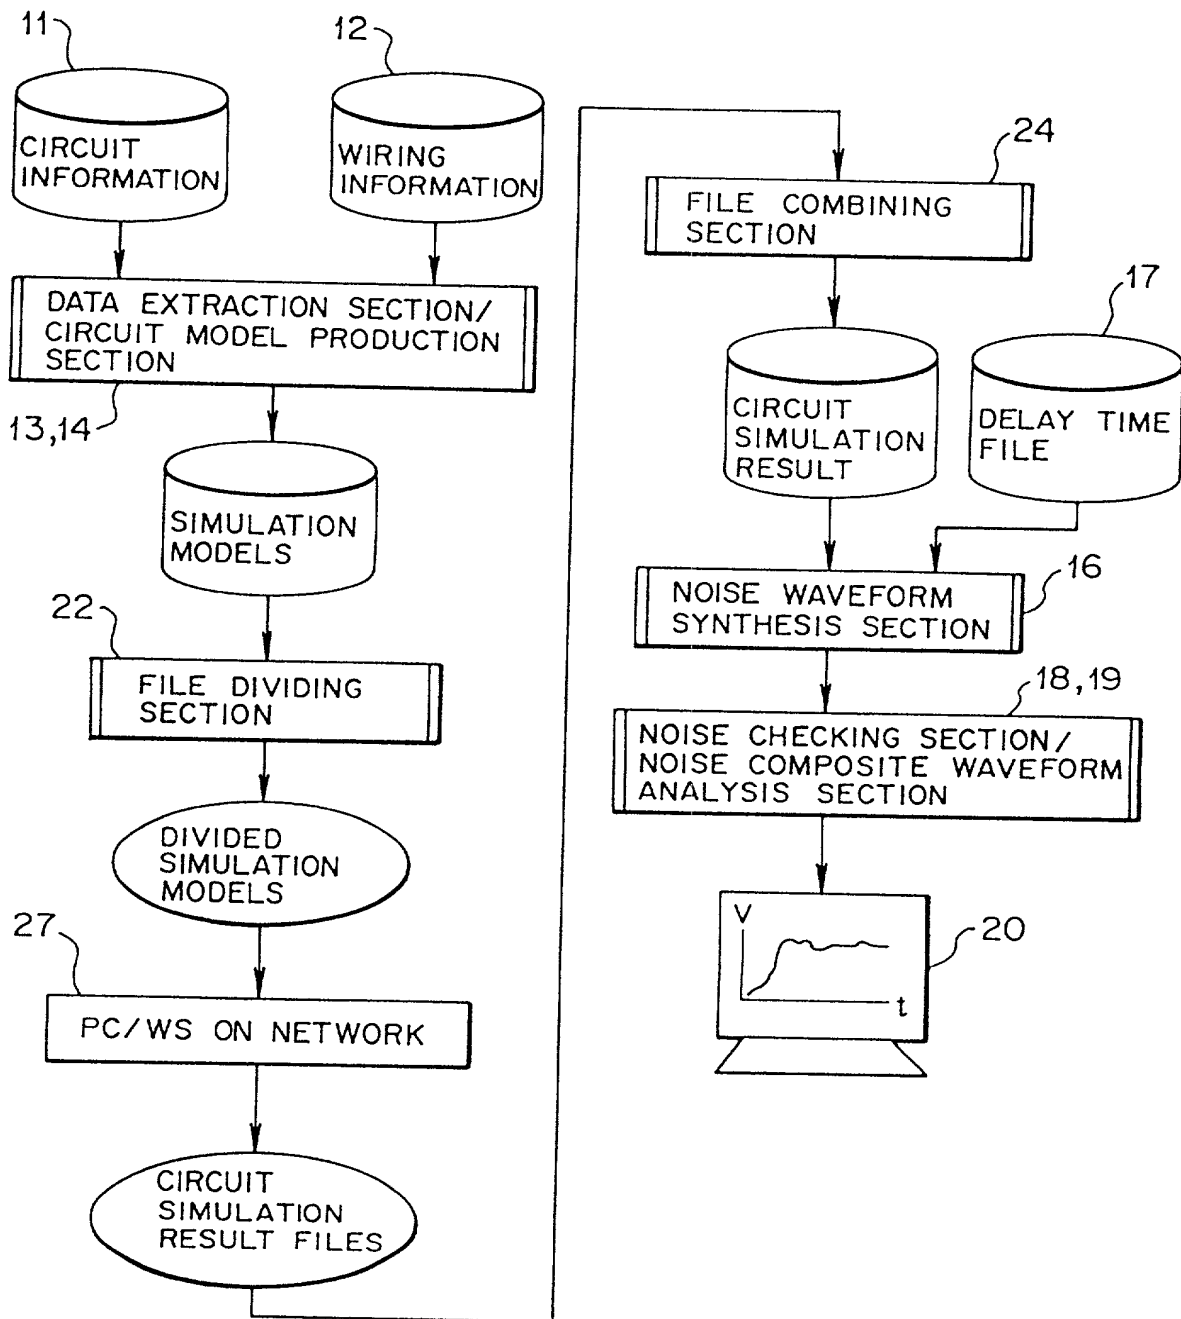 11
12
CIRCUIT
INFORMATION
WIRING
INFORMATION
DATA EXTRACTION SECTION/
CIRCUIT MODEL PRODUCTION
SECTION
13,14
SIMULATION
MODELS
22
FILE DIVIDING
SECTION
DIVIDED
SIMULATION
MODELS
27
PC/WS ON NETWORK
CIRCUIT
SIMULATION
RESULT FILES
24
FILE COMBINING
SECTION
17
CIRCUIT
SIMULATION
RESULT
DELAY TIME
FILE
16
NOISE WAVEFORM
SYNTHESIS SECTION
18,19
NOISE CHECKING SECTION/
NOISE COMPOSITE WAVEFORM
ANALYSIS SECTION
V
t
20